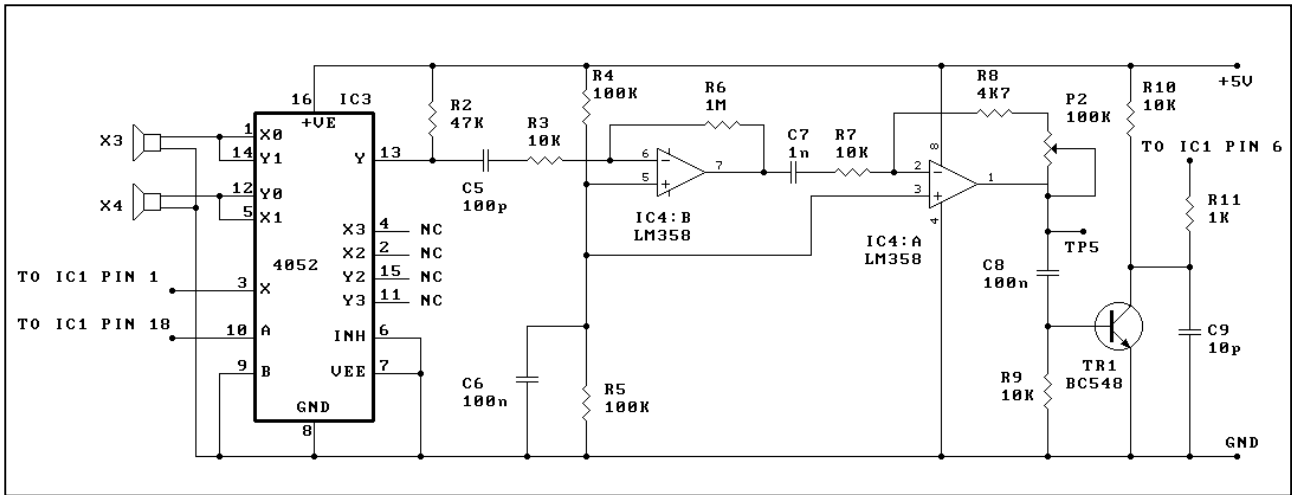 +5V
16
IC3
+VE
X3
1
X0
14
Y1
12
Y0
X4
5
X1
Y
13
X3
4
NC
X2
2
NC
Y2
15
NC
Y3
11
NC
4052
TO IC1 PIN 1
3
X
TO IC1 PIN 18
10
A
INH
6
9
B
VEE
7
GND
8
R2
47K
C5
100p
R3
10K
R4
100K
R6
1M
6
5
7
IC4:B
LM358
C6
100n
R5
100K
C7
1n
R7
10K
2
3
8
4
1
IC4:A
LM358
R8
4K7
P2
100K
TP5
C8
100n
R9
10K
R10
10K
TR1
BC548
TO IC1 PIN 6
R11
1K
C9
10p
GND